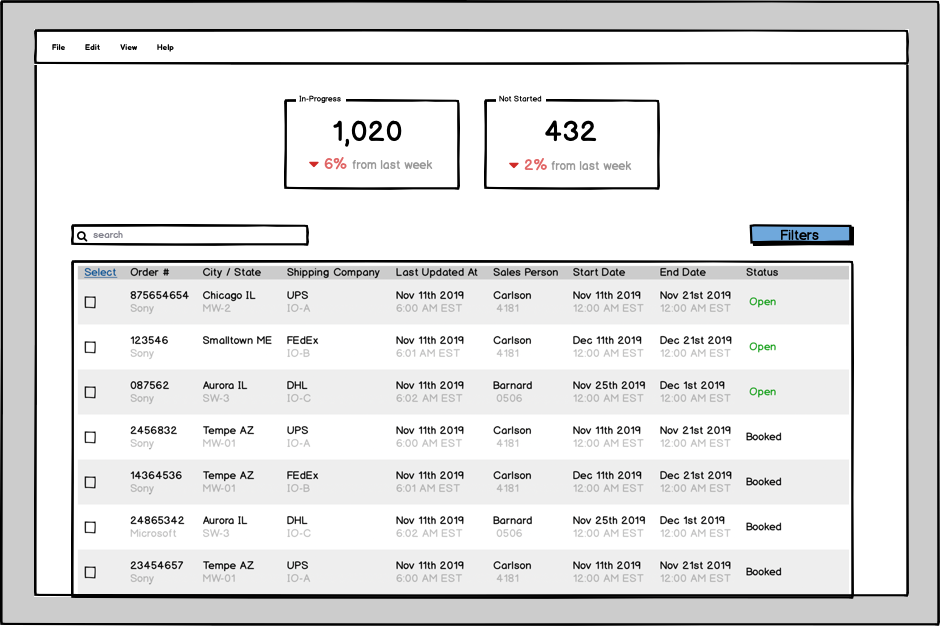 File Edit View Help
In-Progress Not Started
1,020 432
6% from last week 2% from last week
search Filters
Select Order # City / State Shipping Company Last Updated At Sales Person Start Date End Date Status
875654654 Chicago IL UPS Nov 11th 2019 Carlson Nov 11th 2019 Nov 21st 2019 Open
Sony MW-2 IO-A 6:00 AM EST 4181 12:00 AM EST 12:00 AM EST
123546 Smalltown ME FEdEx Nov 11th 2019 Carlson Dec 11th 2019 Dec 21st 2019 Open
Sony IO-B 6:01 AM EST 4181 12:00 AM EST 12:00 AM EST
087562 Aurora IL DHL Nov 11th 2019 Barnard Nov 25th 2019 Dec 1st 2019 Open
Sony SW-3 IO-C 6:02 AM EST 0506 12:00 AM EST 12:00 AM EST
2456832 Tempe AZ UPS Nov 11th 2019 Carlson Nov 11th 2019 Nov 21st 2019 Booked
Sony MW-01 IO-A 6:00 AM EST 4181 12:00 AM EST 12:00 AM EST
14364536 Tempe AZ FEdEx Nov 11th 2019 Carlson Dec 11th 2019 Dec 21st 2019 Booked
Sony MW-01 IO-B 6:01 AM EST 4181 12:00 AM EST 12:00 AM EST
24865342 Aurora IL DHL Nov 11th 2019 Barnard Nov 25th 2019 Dec 1st 2019 Booked
Microsoft SW-3 IO-C 6:02 AM EST 0506 12:00 AM EST 12:00 AM EST
23454657 Tempe AZ UPS Nov 11th 2019 Carlson Nov 11th 2019 Nov 21st 2019 Booked
Sony MW-01 IO-A 6:00 AM EST 4181 12:00 AM EST 12:00 AM EST